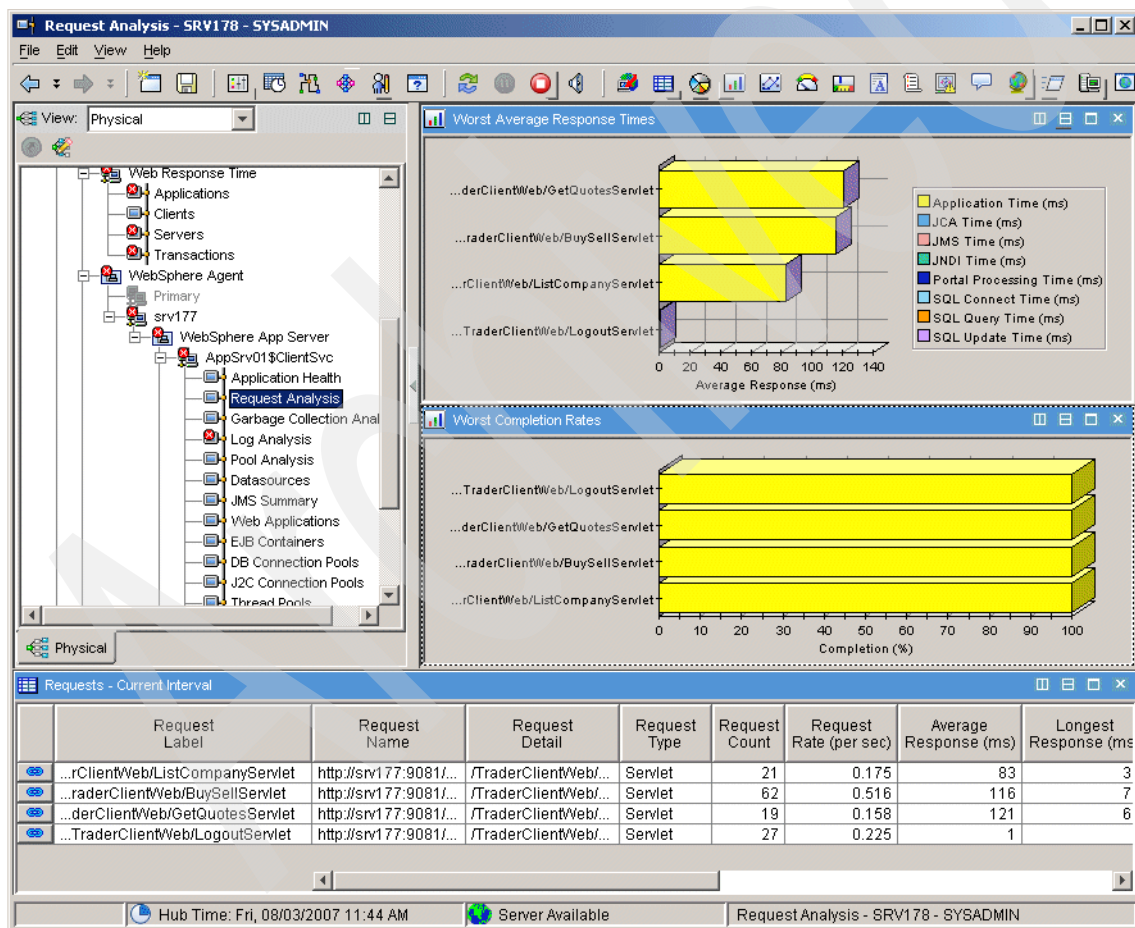 Request Analysis - SRV178 - SYSADMIN
File Edit View Help
View: Physical
Web Response Time
Applications
Clients
Servers
Transactions
WebSphere Agent
Primary
srv177
WebSphere App Server
AppSrv01$ClientSvc
Application Health
Request Analysis
Garbage Collection Anal
Log Analysis
Pool Analysis
Datasources
JMS Summary
Web Applications
EJB Containers
DB Connection Pools
J2C Connection Pools
Thread Pools
Physical
Worst Average Response Times
...derClientWeb/GetQuotesServlet
...raderClientWeb/BuySellServlet
...rClientWeb/ListCompanyServlet
...TraderClientWeb/LogoutServlet
0 20 40 60 80 100 120 140
Average Response (ms)
Application Time (ms)
JCA Time (ms)
JMS Time (ms)
JNDI Time (ms)
Portal Processing Time (ms)
SQL Connect Time (ms)
SQL Query Time (ms)
SQL Update Time (ms)
Worst Completion Rates
...TraderClientWeb/LogoutServlet
...derClientWeb/GetQuotesServlet
...raderClientWeb/BuySellServlet
...rClientWeb/ListCompanyServlet
0 10 20 30 40 50 60 70 80 90 100
Completion (%)
Requests - Current Interval
Request Label Request Name Request Detail Request Type Request Count Request Rate (per sec) Average Response (ms) Longest Response (ms
...rClientWeb/ListCompanyServlet http://srv177:9081/... /TraderClientWeb/... Servlet 21 0.175 83 3
...raderClientWeb/BuySellServlet http://srv177:9081/... /TraderClientWeb/... Servlet 62 0.516 116 7
...derClientWeb/GetQuotesServlet http://srv177:9081/... /TraderClientWeb/... Servlet 19 0.158 121 6
...TraderClientWeb/LogoutServlet http://srv177:9081/... /TraderClientWeb/... Servlet 27 0.225 1
Hub Time: Fri, 08/03/2007 11:44 AM Server Available Request Analysis - SRV178 - SYSADMIN